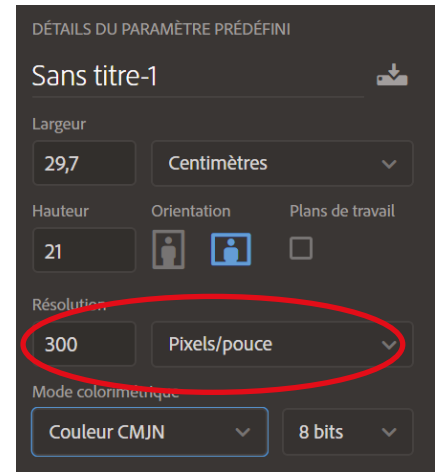 DÉTAILS DU PARAMÈTRE PRÉDÉFINI
Sans titre-1
Largeur
29,7 Centimètres
Hauteur Orientation Plans de travail
21
Résolution
300 Pixels/pouce
Mode colorimétrique
Couleur CMJN 8 bits